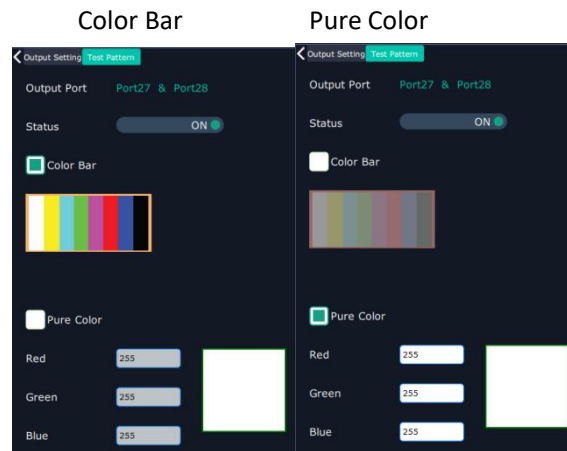 Color Bar
Pure Color
Output Setting Test Pattern
Output Port Port27 & Port28
Status ON
Color Bar
Pure Color
Red 255
Green 255
Blue 255
Output Setting Test Pattern
Output Port Port27 & Port28
Status ON
Color Bar
Pure Color
Red 255
Green 255
Blue 255